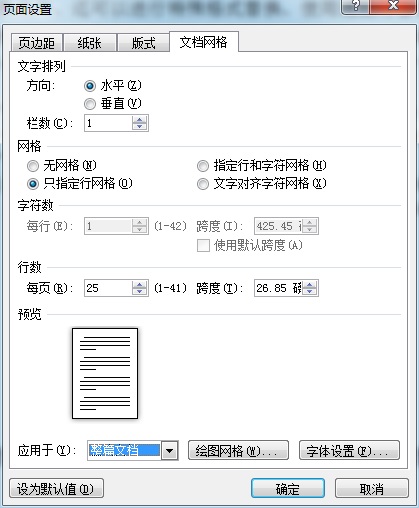 页面设置
页边距 纸张 版式 文档网格
文字排列
方向: 水平(Z)
垂直(V)
栏数(C): 1
网格
无网格(N) 指定行和字符网格(H)
只指定行网格(O) 文字对齐字符网格(X)
字符数
每行(E): 1 (1-42) 跨度(I): 425.45
使用默认跨度(A)
行数
每页(R): 25 (1-41) 跨度(T): 26.85 磅
预览
应用于(Y): 整篇文档 绘图网格(W)... 字体设置(F)...
设为默认值(D) 确定 取消